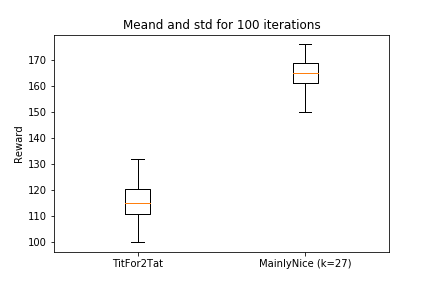 Meand and std for 100 iterations
Reward
170
160
150
140
130
120
110
100
TitFor2Tat
MainlyNice (k=27)